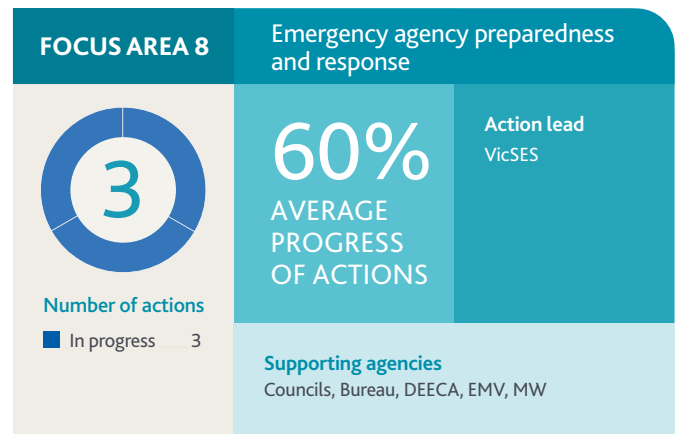 FOCUS AREA 8
Emergency agency preparedness
and response
3
Number of actions
In progress 3
60%
AVERAGE
PROGRESS
OF ACTIONS
Action lead
VicSES
Supporting agencies
Councils, Bureau, DEECA, EMV, MW